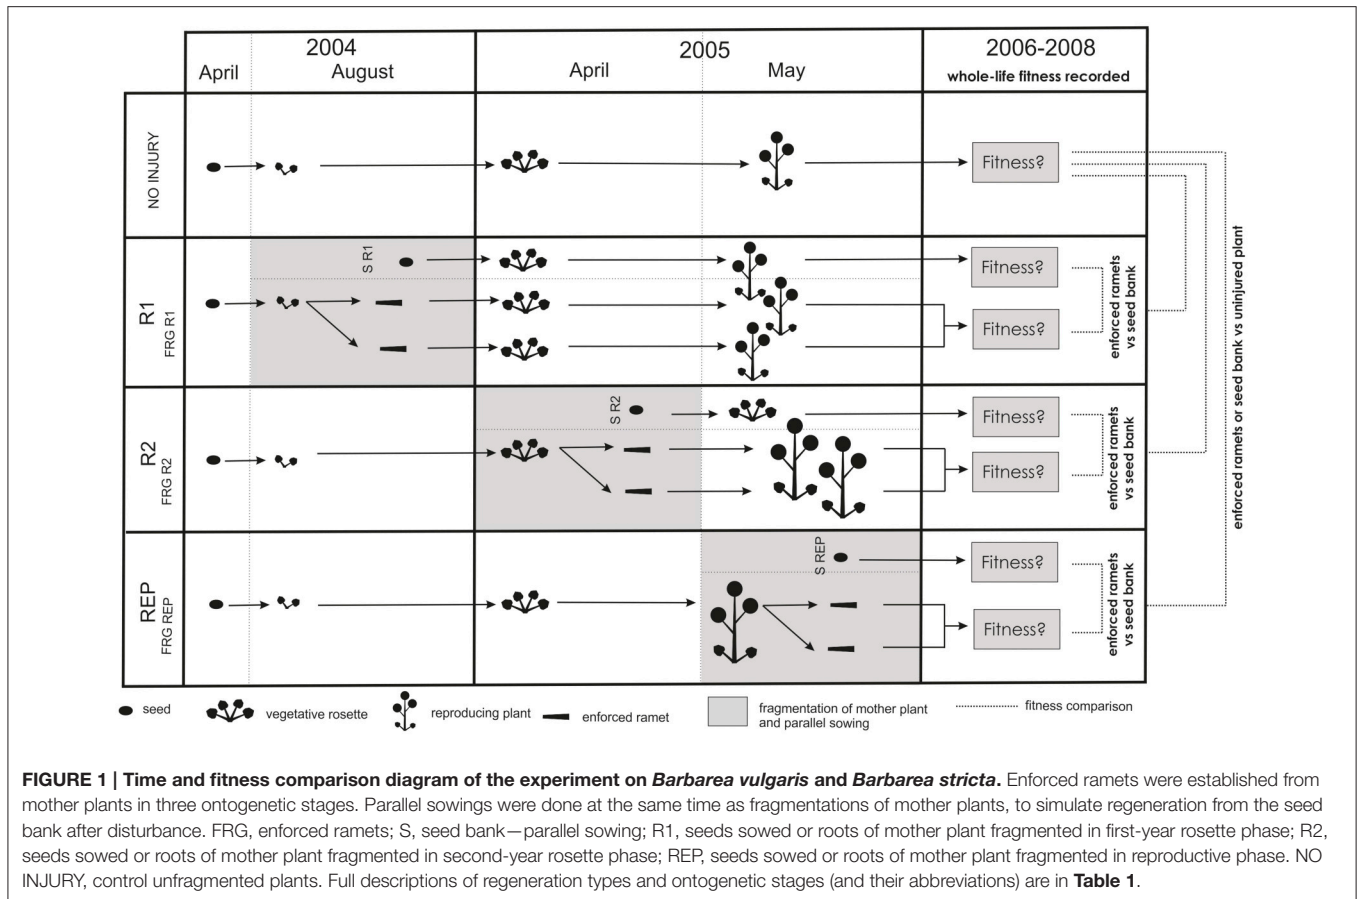 2004
2005
2006-2008
April
August
April
May
whole-life fitness recorded
NO INJURY
Fitness?
R1
FRG R1
S R1
Fitness?
Fitness?
enforced ramets
vs seed bank
R2
FRG R2
S R2
Fitness?
Fitness?
enforced ramets
vs seed bank
REP
FRG REP
S REP
Fitness?
Fitness?
enforced ramets
vs seed bank
enforced ramets or seed bank vs uninjured plant
seed
vegetative rosette
reproducing plant
enforced ramet
fragmentation of mother plant
and parallel sowing
fitness comparison
FIGURE 1 | Time and fitness comparison diagram of the experiment on Barbarea vulgaris and Barbarea stricta. Enforced ramets were established from
mother plants in three ontogenetic stages. Parallel sowings were done at the same time as fragmentations of mother plants, to simulate regeneration from the seed
bank after disturbance. FRG, enforced ramets; S, seed bank—parallel sowing; R1, seeds sowed or roots of mother plant fragmented in first-year rosette phase; R2,
seeds sowed or roots of mother plant fragmented in second-year rosette phase; REP, seeds sowed or roots of mother plant fragmented in reproductive phase. NO
INJURY, control unfragmented plants. Full descriptions of regeneration types and ontogenetic stages (and their abbreviations) are in Table 1.